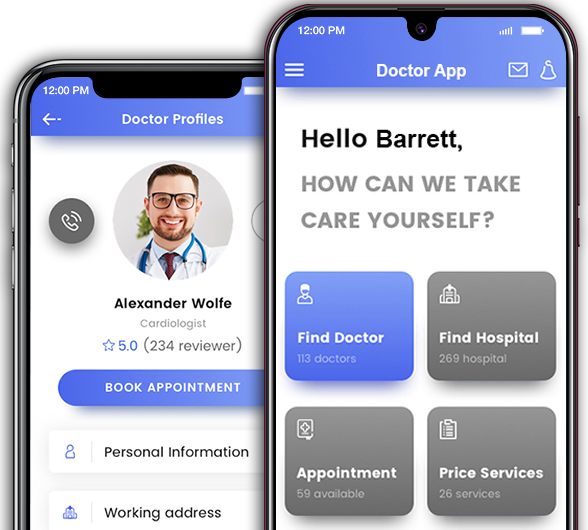 12:00 PM
Doctor Profiles
Alexander Wolfe
Cardiologist
5.0 (234 reviewer)
BOOK APPOINTMENT
Personal Information
Working address
12:00 PM
Doctor App
Hello Barrett,
HOW CAN WE TAKE
CARE YOURSELF?
Find Doctor
113 doctors
Find Hospital
269 hospital
Appointment
59 available
Price Services
26 services